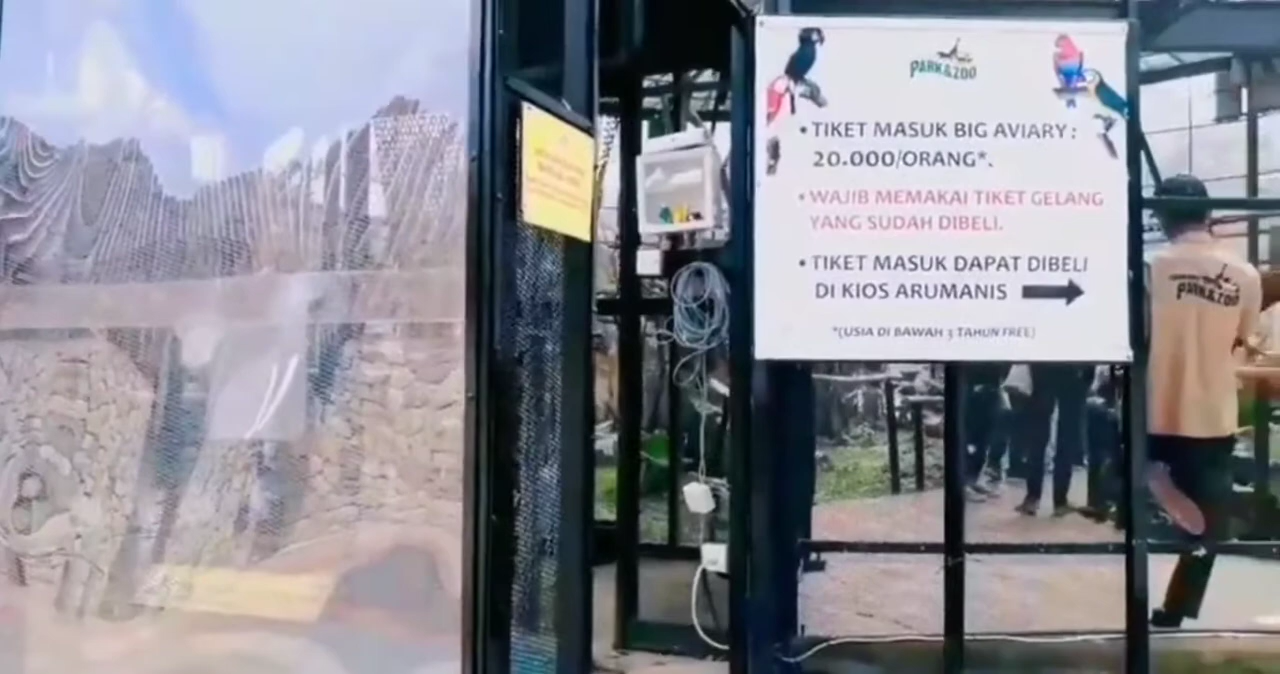 PARK & ZOO
• TIKET MASUK BIG AVIARY :
20.000/ORANG*.
• WAJIB MEMAKAI TIKET GELANG
YANG SUDAH DIBELI.
• TIKET MASUK DAPAT DIBELI
DI KIOS ARUMANIS
*(USIA DI BAWAH 3 TAHUN FREE)
PARK & ZOO